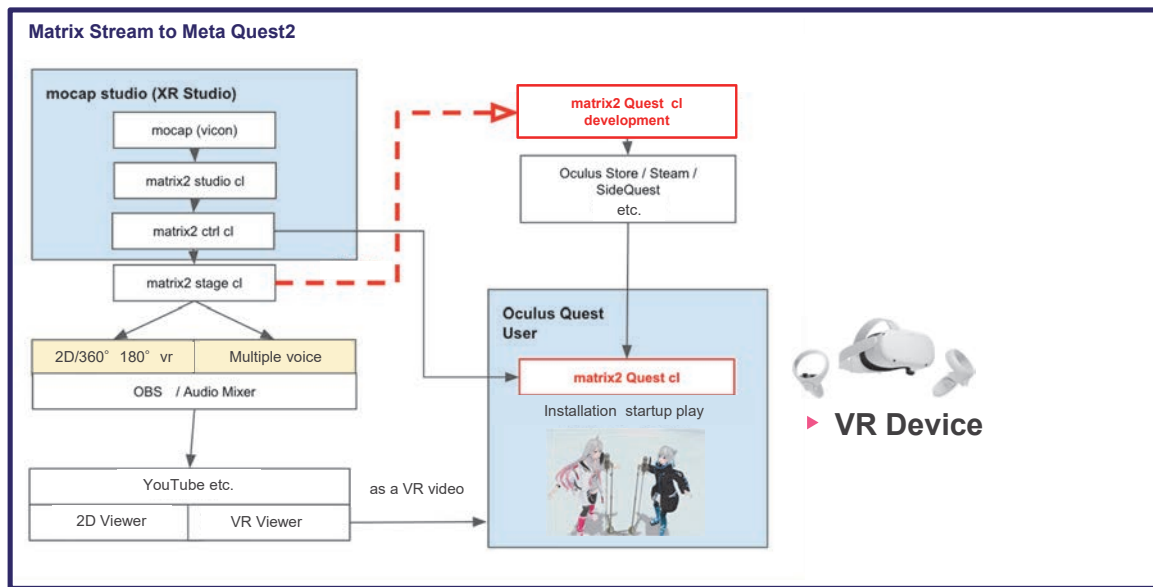 Matrix Stream to Meta Quest2
mocap studio (XR Studio)
mocap (vicon)
matrix2 studio cl
matrix2 ctrl cl
matrix2 stage cl
2D/360° 180° vr
Multiple voice
OBS / Audio Mixer
YouTube etc.
2D Viewer
VR Viewer
as a VR video
matrix2 Quest cl
development
Oculus Store / Steam /
SideQuest
etc.
Oculus Quest
User
matrix2 Quest cl
Installation startup play
VR Device